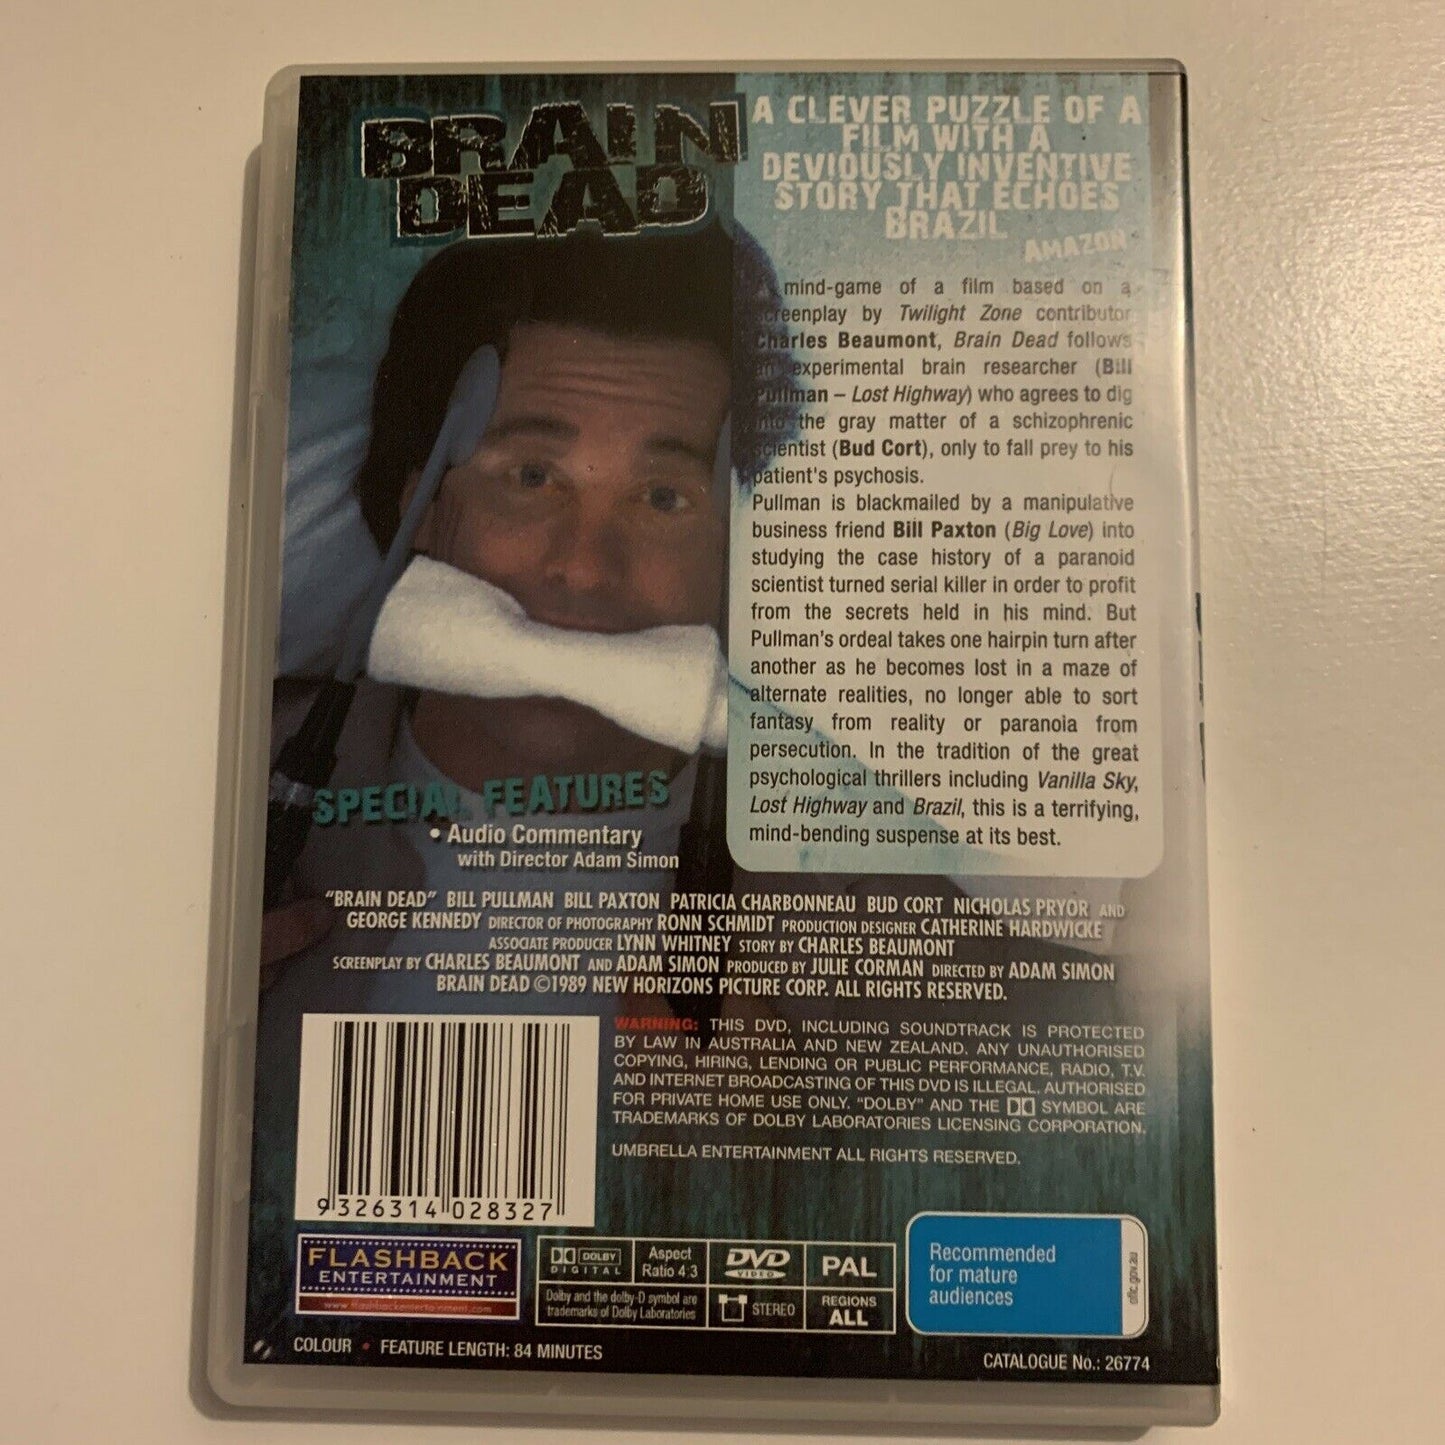 BRAIN
DEAD
A CLEVER PUZZLE OF A
FILM WITH A
DEVIOUSLY INVENTIVE
STORY THAT ECHOES
BRAZIL
AMAZON
A mind-game of a film based on a
screenplay by Twilight Zone contributor
Charles Beaumont, Brain Dead follows
an experimental brain researcher (Bill
Pullman – Lost Highway) who agrees to dig
into the gray matter of a schizophrenic
scientist (Bud Cort), only to fall prey to his
patient's psychosis.
Pullman is blackmailed by a manipulative
business friend Bill Paxton (Big Love) into
studying the case history of a paranoid
scientist turned serial killer in order to profit
from the secrets held in his mind. But
Pullman's ordeal takes one hairpin turn after
another as he becomes lost in a maze of
alternate realities, no longer able to sort
fantasy from reality or paranoia from
persecution. In the tradition of the great
psychological thrillers including Vanilla Sky,
Lost Highway and Brazil, this is a terrifying,
mind-bending suspense at its best.
SPECIAL FEATURES
• Audio Commentary
with Director Adam Simon
"BRAIN DEAD" BILL PULLMAN BILL PAXTON PATRICIA CHARBONNEAU BUD CORT NICHOLAS PRYOR AND
GEORGE KENNEDY DIRECTOR OF PHOTOGRAPHY RONN SCHMIDT PRODUCTION DESIGNER CATHERINE HARDWICKE
ASSOCIATE PRODUCER LYNN WHITNEY STORY BY CHARLES BEAUMONT
SCREENPLAY BY CHARLES BEAUMONT AND ADAM SIMON PRODUCED BY JULIE CORMAN DIRECTED BY ADAM SIMON
BRAIN DEAD ©1989 NEW HORIZONS PICTURE CORP. ALL RIGHTS RESERVED.
WARNING: THIS DVD, INCLUDING SOUNDTRACK IS PROTECTED
BY LAW IN AUSTRALIA AND NEW ZEALAND. ANY UNAUTHORISED
COPYING, HIRING, LENDING OR PUBLIC PERFORMANCE, RADIO, T.V.
AND INTERNET BROADCASTING OF THIS DVD IS ILLEGAL. AUTHORISED
FOR PRIVATE HOME USE ONLY. "DOLBY" AND THE SYMBOL ARE
TRADEMARKS OF DOLBY LABORATORIES LICENSING CORPORATION.
UMBRELLA ENTERTAINMENT ALL RIGHTS RESERVED.
9 326314 028327
FLASHBACK
ENTERTAINMENT
www.flashbackentertainment.com
DOLBY
DIGITAL
Aspect
Ratio 4:3
Dolby and the dolby-D symbol are
trademarks of Dolby Laboratories
DVD
VIDEO
STEREO
PAL
REGIONS
ALL
Recommended
for mature
audiences
oflc.gov.au
COLOUR • FEATURE LENGTH: 84 MINUTES
CATALOGUE No.: 26774